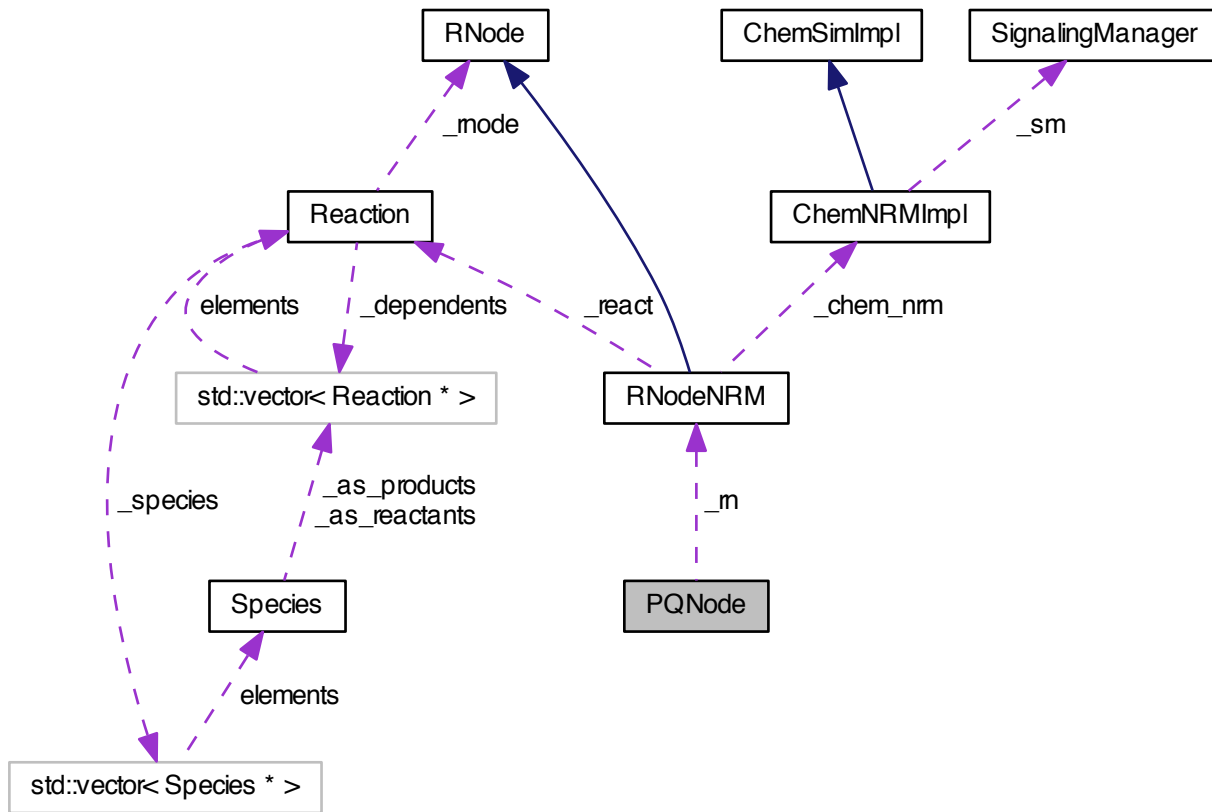 RNode
ChemSimImpl
SignalingManager
_rnode
_sm
Reaction
ChemNRMImpl
elements
_dependents
_react
_chem_nrm
std::vector< Reaction * >
RNodeNRM
_species
_as_products
_as_reactants
_rn
Species
PQNode
elements
std::vector< Species * >